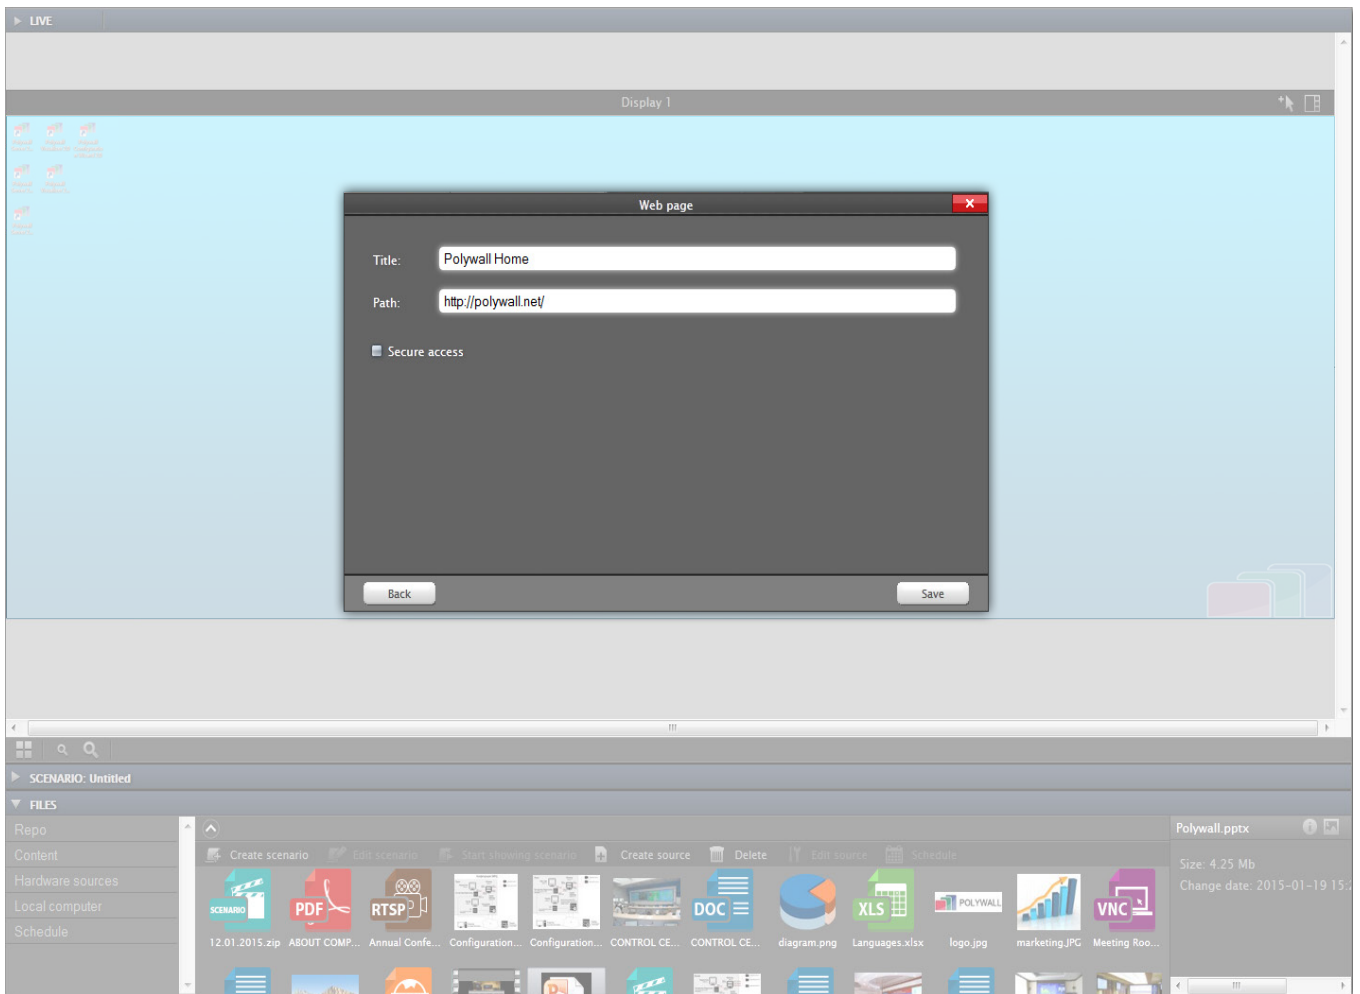 LIVE
Display 1
Web page
Title:
Polywall Home
Path:
http://polywall.net/
Secure access
Back
Save
SCENARIO: Untitled
FILES
Repo
Content
Hardware sources
Local computer
Schedule
Create scenario
Edit scenario
Start showing scenario
Create source
Delete
Edit source
Schedule
SCENARIO
PDF
RTSP
DOC
XLS
POLYWALL
VNC
12.01.2015.zip
ABOUT COMP...
Annual Confe...
Configuration...
Configuration...
CONTROL CE...
CONTROL CE...
diagram.png
Languages.xlsx
logo.jpg
marketing.JPG
Meeting Roo...
Polywall.pptx
Size: 4.25 Mb
Change date: 2015-01-19 15: